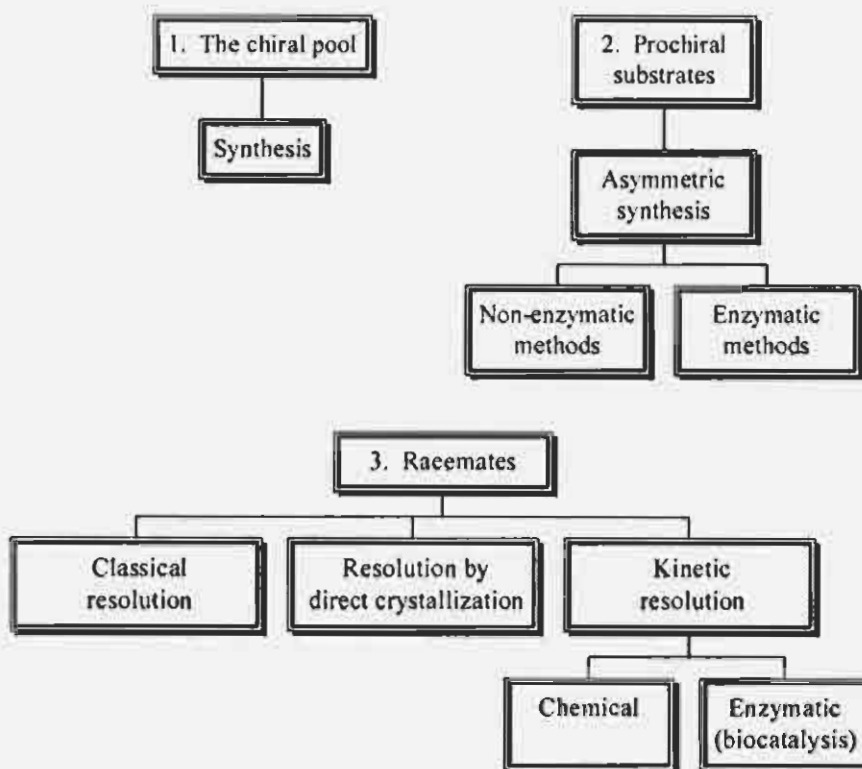 1. The chiral pool
Synthesis
2. Prochiral
substrates
Asymmetric
synthesis
Non-enzymatic
methods
Enzymatic
methods
3. Racemates
Classical
resolution
Resolution by
direct crystallization
Kinetic
resolution
Chemical
Enzymatic
(biocatalysis)